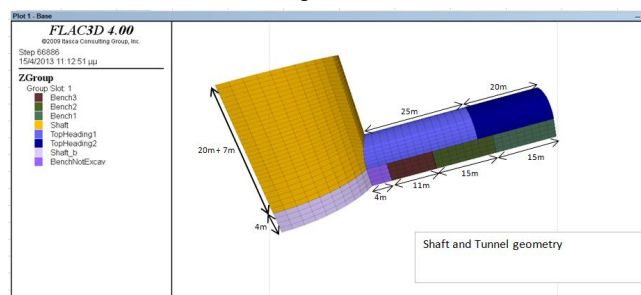 Plot 1 - Base
FLAC3D 4.00
©2009 Itasca Consulting Group, Inc.
Step 66886
15/4/2013 11:12:51 μμ
ZGroup
Group Slot: 1
Bench3
Bench2
Bench1
Shaft
TopHeading1
TopHeading2
Shaft_b
BenchNotExcav
20m
25m
20m + 7m
15m
15m
11m
4m
4m
Shaft and Tunnel geometry